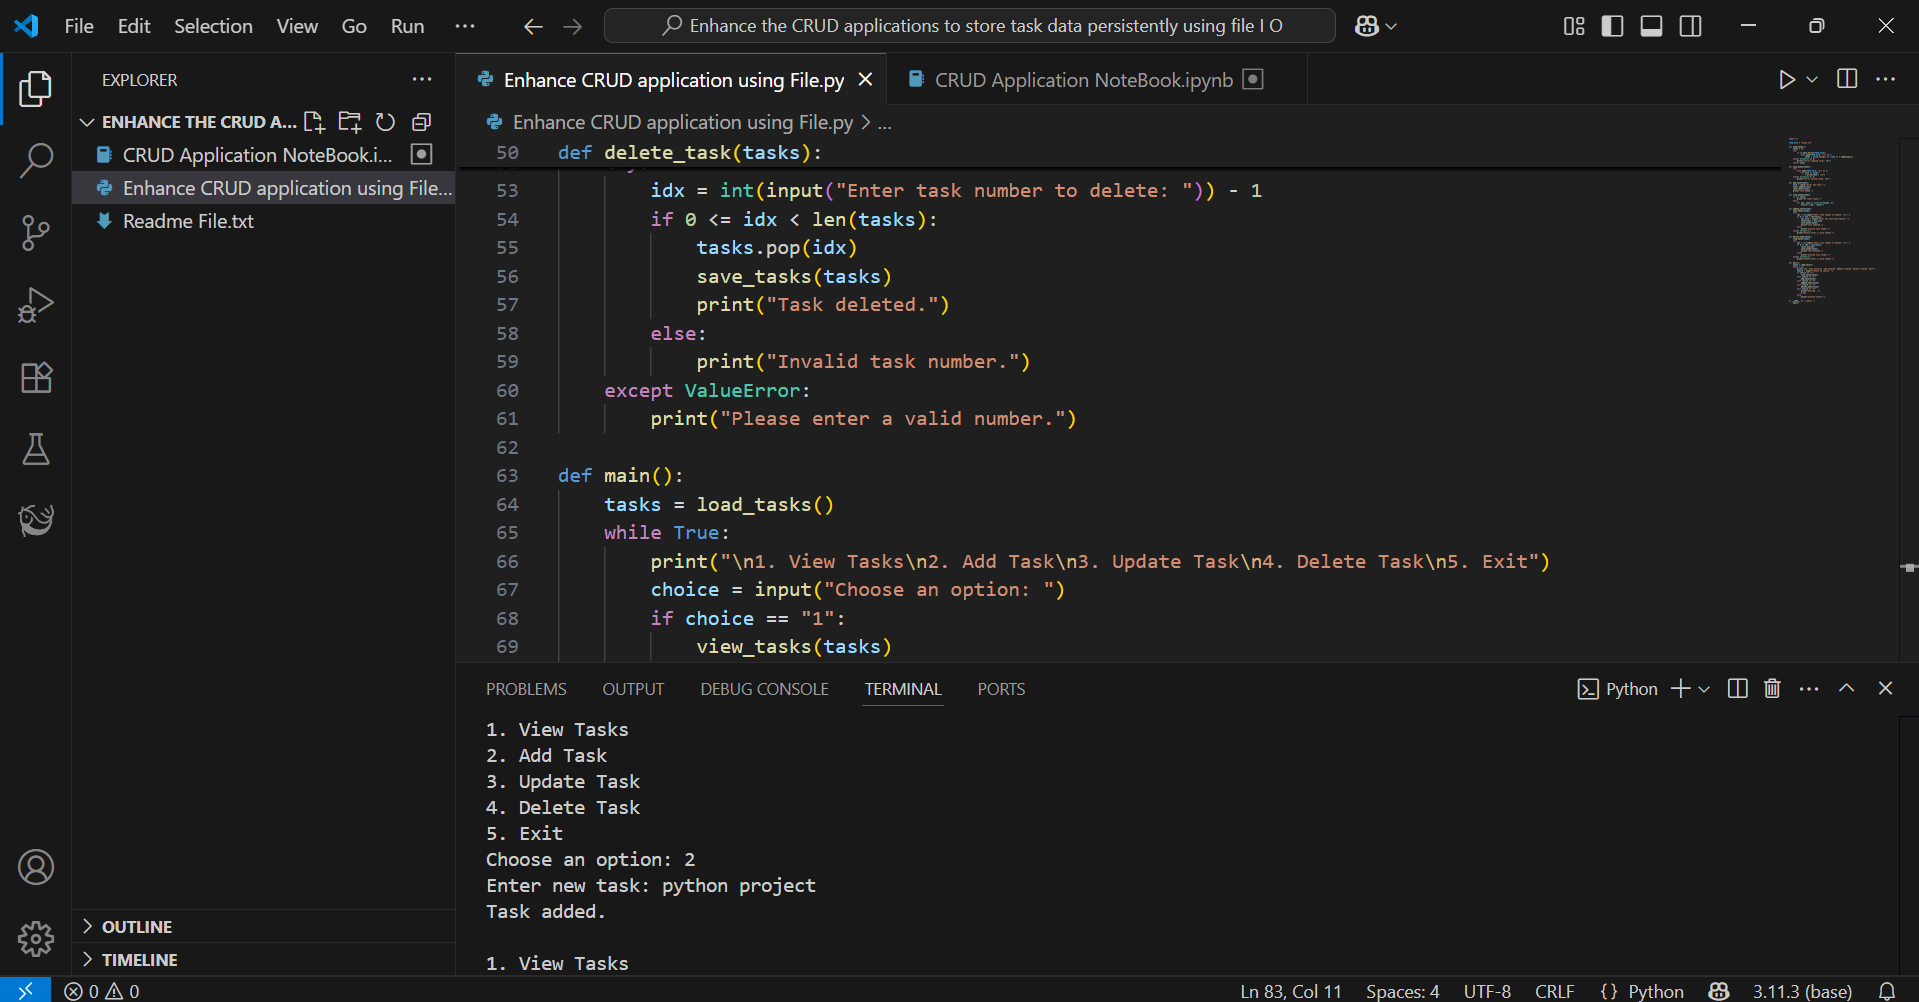 File Edit Selection View Go Run ...
Enhance the CRUD applications to store task data persistently using file I O
EXPLORER
ENHANCE THE CRUD A...
CRUD Application NoteBook.i...
Enhance CRUD application using File...
Readme File.txt
OUTLINE
TIMELINE
Enhance CRUD application using File.py
CRUD Application NoteBook.ipynb
Enhance CRUD application using File.py > ...
50 def delete_task(tasks):
53 idx = int(input("Enter task number to delete: ")) - 1
54 if 0 <= idx < len(tasks):
55 tasks.pop(idx)
56 save_tasks(tasks)
57 print("Task deleted.")
58 else:
59 print("Invalid task number.")
60 except ValueError:
61 print("Please enter a valid number.")
62
63 def main():
64 tasks = load_tasks()
65 while True:
66 print("\n1. View Tasks\n2. Add Task\n3. Update Task\n4. Delete Task\n5. Exit")
67 choice = input("Choose an option: ")
68 if choice == "1":
69 view_tasks(tasks)
PROBLEMS OUTPUT DEBUG CONSOLE TERMINAL PORTS
Python
1. View Tasks
2. Add Task
3. Update Task
4. Delete Task
5. Exit
Choose an option: 2
Enter new task: python project
Task added.
1. View Tasks
0 0
Ln 83, Col 11 Spaces: 4 UTF-8 CRLF {} Python 3.11.3 (base)